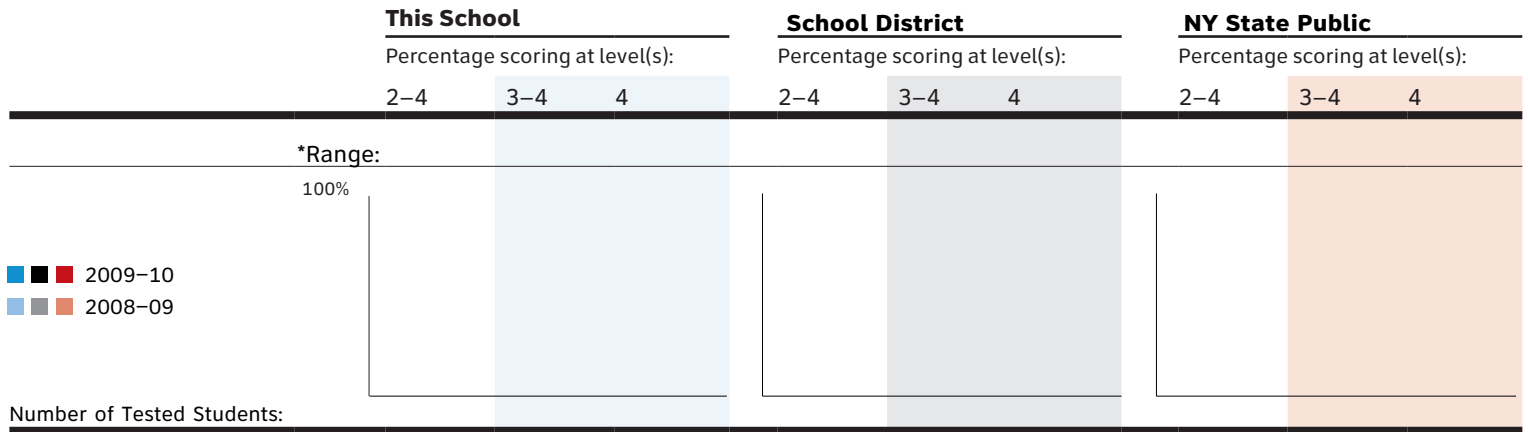 This School School District NY State Public
Percentage scoring at level(s): Percentage scoring at level(s): Percentage scoring at level(s):
2–4 3–4 4 2–4 3–4 4 2–4 3–4 4
*Range:
100%
2009–10
2008–09
Number of Tested Students: